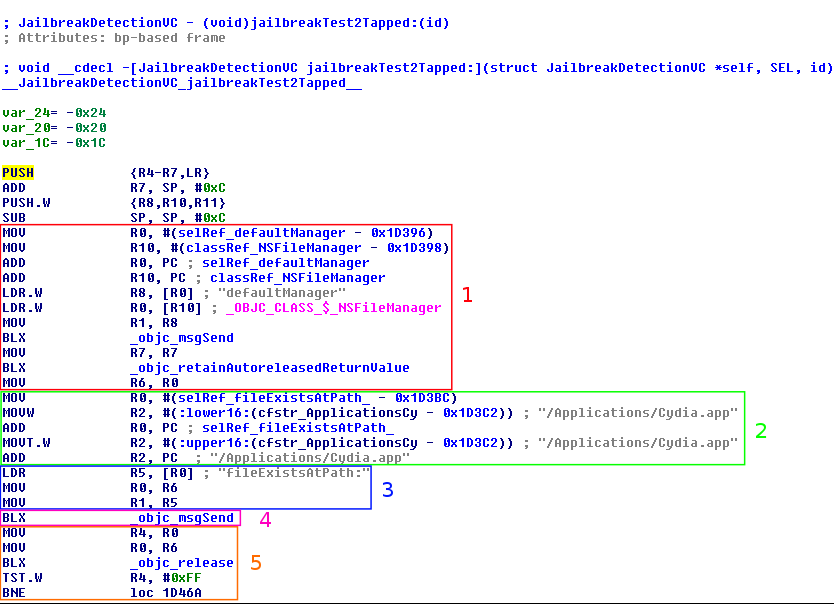 ; JailbreakDetectionVC - (void)jailbreakTest2Tapped:(id)
; Attributes: bp-based frame
; void __cdecl -[JailbreakDetectionVC jailbreakTest2Tapped:](struct JailbreakDetectionVC *self, SEL, id)
__JailbreakDetectionVC_jailbreakTest2Tapped__
var_24= -0x24
var_20= -0x20
var_1C= -0x1C
PUSH {R4-R7,LR}
ADD R7, SP, #0xC
PUSH.W {R8,R10,R11}
SUB SP, SP, #0xC
MOV R0, #(selRef_defaultManager - 0x1D396)
MOV R10, #(classRef_NSFileManager - 0x1D398)
ADD R0, PC ; selRef_defaultManager
ADD R10, PC ; classRef_NSFileManager
LDR.W R8, [R0] ; "defaultManager"
LDR.W R0, [R10] ; _OBJC_CLASS_$_NSFileManager
MOV R1, R8
BLX _objc_msgSend
MOV R7, R7
BLX _objc_retainAutoreleasedReturnValue
MOV R6, R0
1
MOV R0, #(selRef_fileExistsAtPath_ - 0x1D3BC)
MOVW R2, #(:lower16:(cfstr_ApplicationsCy - 0x1D3C2)) ; "/Applications/Cydia.app"
ADD R0, PC ; selRef_fileExistsAtPath_
MOVT.W R2, #(:upper16:(cfstr_ApplicationsCy - 0x1D3C2)) ; "/Applications/Cydia.app"
ADD R2, PC ; "/Applications/Cydia.app"
2
LDR R5, [R0] ; "fileExistsAtPath:"
MOV R0, R6
MOV R1, R5
3
BLX _objc_msgSend
4
MOV R4, R0
MOV R0, R6
BLX _objc_release
TST.W R4, #0xFF
BNE loc_1D46A
5